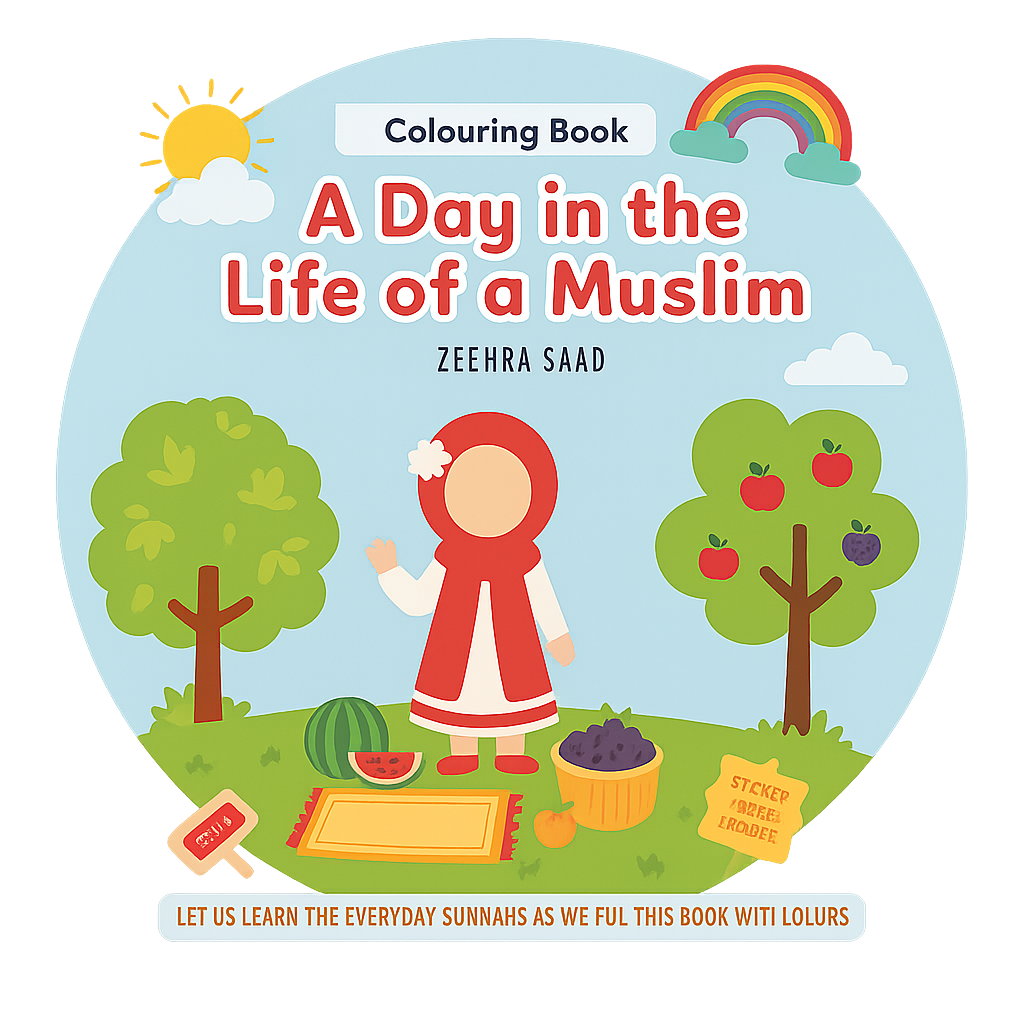 Colouring Book
A Day in the
Life of a Muslim
ZEEHRA SAAD
STCKER
LET US LEARN THE EVERYDAY SUNNAHS AS WE FUL THIS BOOK WITI LOLURS